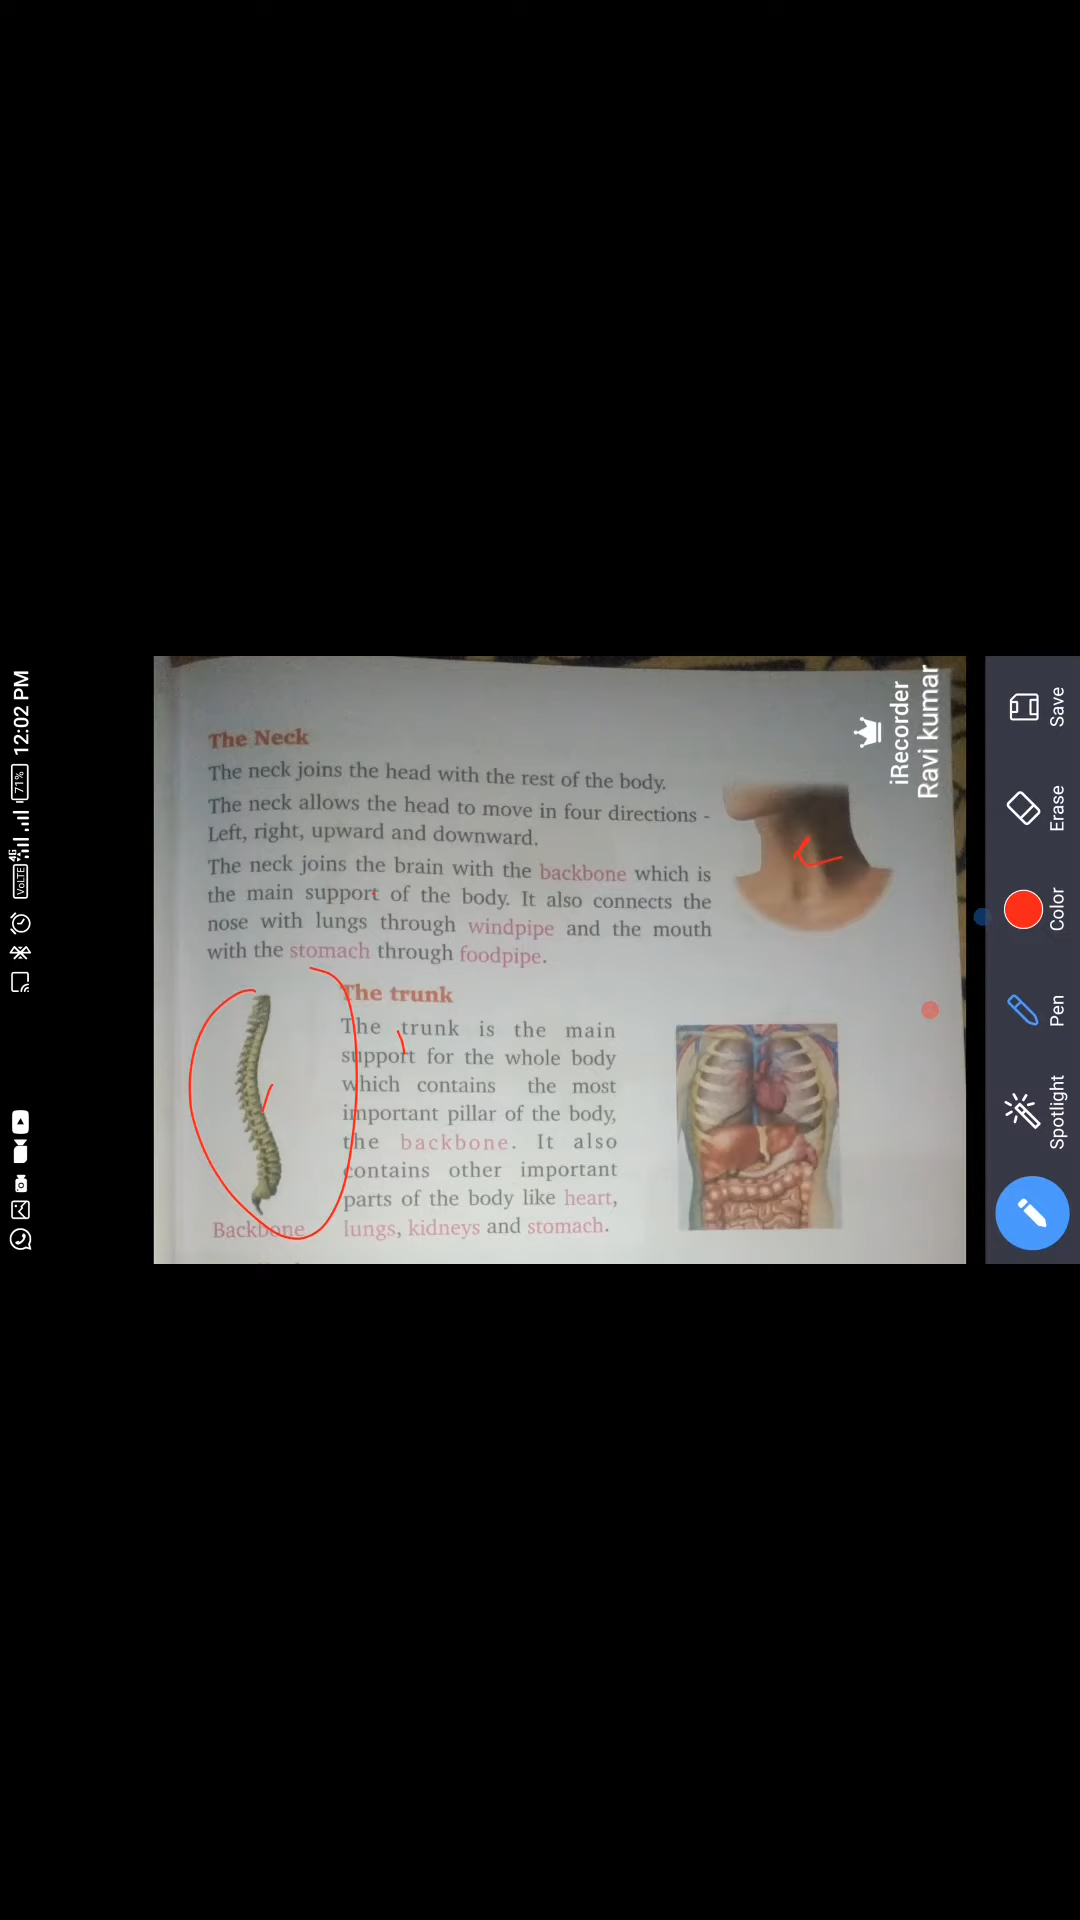 12:02 PM
71%
VoLTE
4G
The Neck
The neck joins the head with the rest of the body.
The neck allows the head to move in four directions -
Left, right, upward and downward.
The neck joins the brain with the backbone which is
the main support of the body. It also connects the
nose with lungs through windpipe and the mouth
with the stomach through foodpipe.
The trunk
The trunk is the main
support for the whole body
which contains the most
important pillar of the body,
the backbone. It also
contains other important
parts of the body like heart,
lungs, kidneys and stomach.
Backbone
iRecorder
Ravi kumar
Save
Erase
Color
Pen
Spotlight